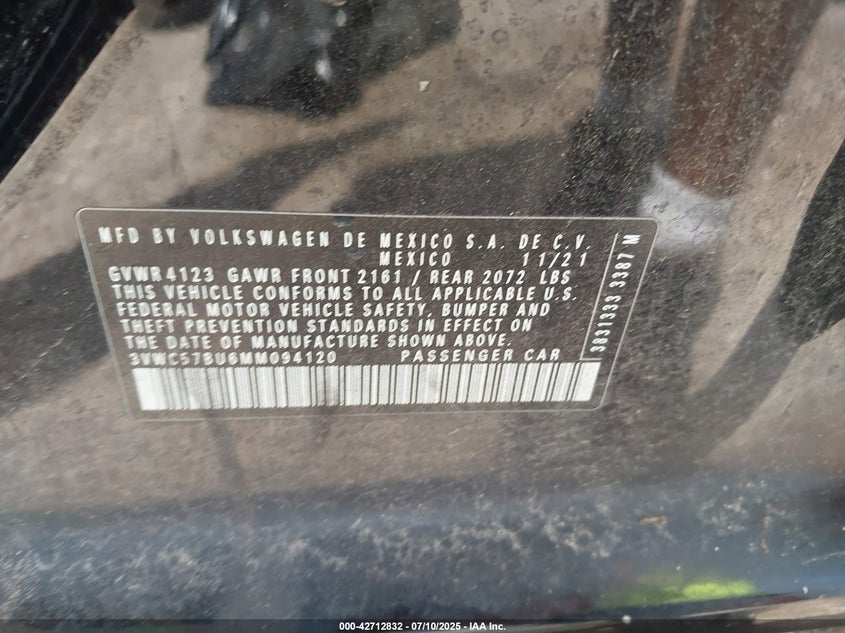 MFD BY VOLKSWAGEN DE MEXICO S.A. DE C.V.
MEXICO 11/21
GVWR 4123 GAWR FRONT 2161 / REAR 2072 LBS
THIS VEHICLE CONFORMS TO ALL APPLICABLE U.S.
FEDERAL MOTOR VEHICLE SAFETY, BUMPER AND
THEFT PREVENTION STANDARDS IN EFFECT ON
THE DATE OF MANUFACTURE SHOWN ABOVE.
3VWC57BU6MM094120 PASSENGER CAR
3831333 3387 M
000-42712832 - 07/10/2025 - IAA Inc.